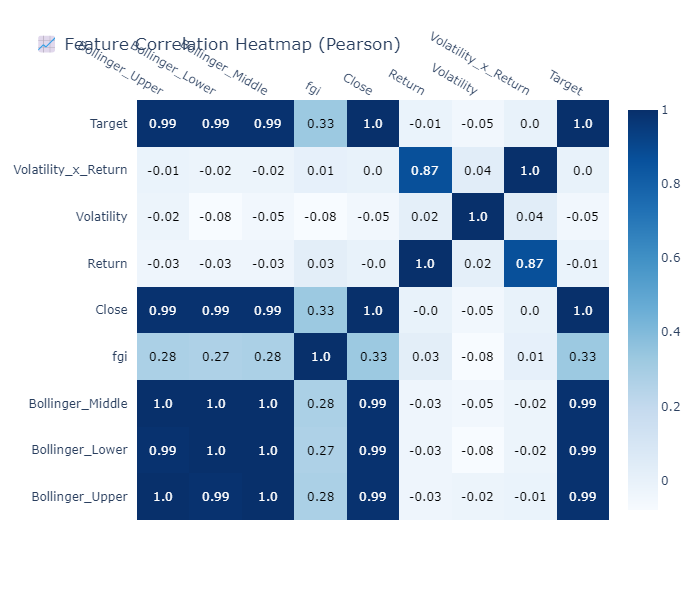 📈 Feature Correlation Heatmap (Pearson)
Bollinger_Upper Bollinger_Lower Bollinger_Middle fgi Close Return Volatility Volatility_x_Return Target
Target 0.99 0.99 0.99 0.33 1.0 -0.01 -0.05 0.0 1.0
Volatility_x_Return -0.01 -0.02 -0.02 0.01 0.0 0.87 0.04 1.0 0.0
Volatility -0.02 -0.08 -0.05 -0.08 -0.05 0.02 1.0 0.04 -0.05
Return -0.03 -0.03 -0.03 0.03 -0.0 1.0 0.02 0.87 -0.01
Close 0.99 0.99 0.99 0.33 1.0 -0.0 -0.05 0.0 1.0
fgi 0.28 0.27 0.28 1.0 0.33 0.03 -0.08 0.01 0.33
Bollinger_Middle 1.0 1.0 1.0 0.28 0.99 -0.03 -0.05 -0.02 0.99
Bollinger_Lower 0.99 1.0 1.0 0.27 0.99 -0.03 -0.08 -0.02 0.99
Bollinger_Upper 1.0 0.99 1.0 0.28 0.99 -0.03 -0.02 -0.01 0.99
1
0.8
0.6
0.4
0.2
0